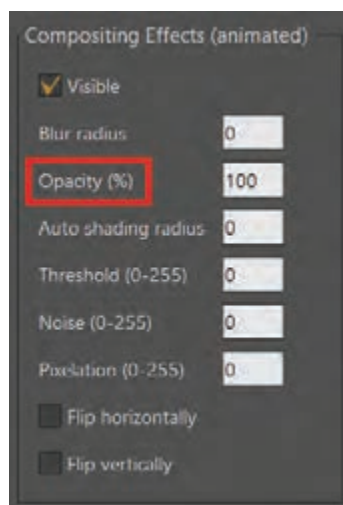 Compositing Effects (animated)
Visible
Blur radius 0
Opacity (%) 100
Auto shading radius 0
Threshold (0-255) 0
Noise (0-255) 0
Pixelation (0-255) 0
Flip horizontally
Flip vertically